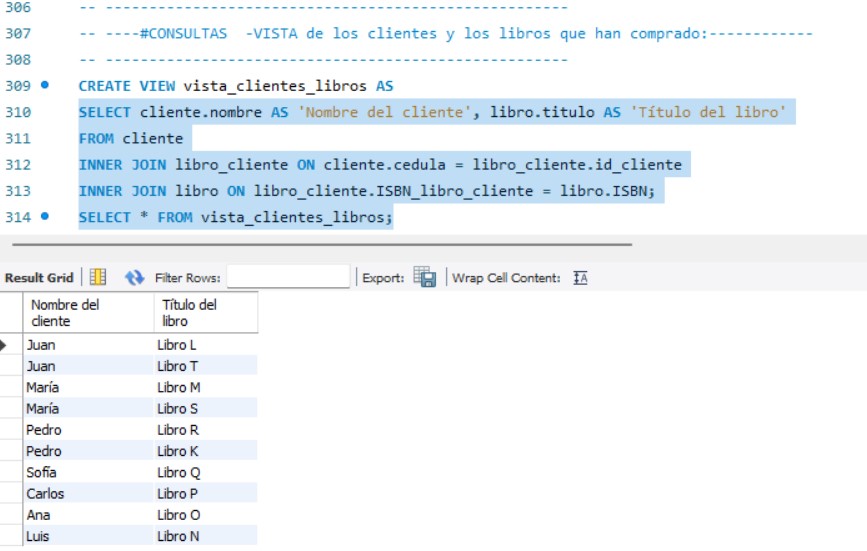 306 -- ----------------------------------------------------
307 -- ----#CONSULTAS  -VISTA de los clientes y los libros que han comprado:------------
308 -- ----------------------------------------------------
309 CREATE VIEW vista_clientes_libros AS
310 SELECT cliente.nombre AS 'Nombre del cliente', libro.titulo AS 'Título del libro'
311 FROM cliente
312 INNER JOIN libro_cliente ON cliente.cedula = libro_cliente.id_cliente
313 INNER JOIN libro ON libro_cliente.ISBN_libro_cliente = libro.ISBN;
314 SELECT * FROM vista_clientes_libros;
Result Grid Filter Rows: Export: Wrap Cell Content: IA
Nombre del Título del
cliente libro
Juan Libro L
Juan Libro T
María Libro M
María Libro S
Pedro Libro R
Pedro Libro K
Sofía Libro Q
Carlos Libro P
Ana Libro O
Luis Libro N